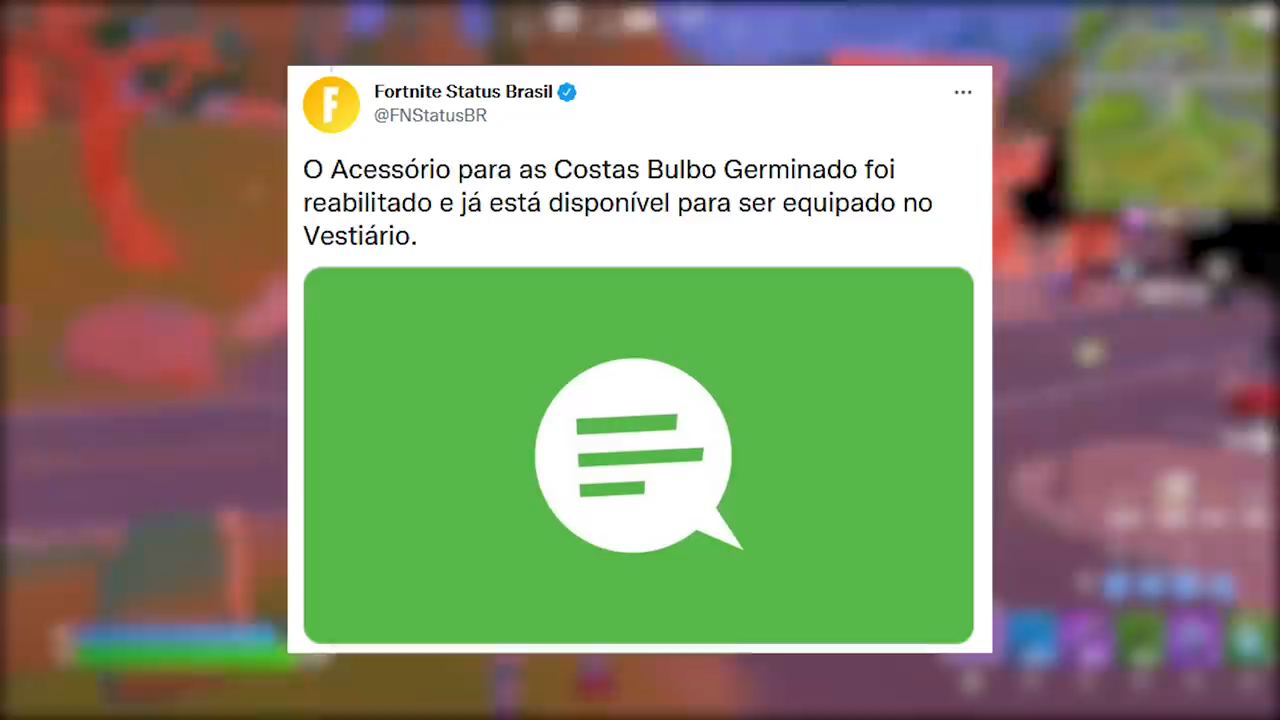 Fortnite Status Brasil
@FNStatusBR
O Acessório para as Costas Bulbo Germinado foi
reabilitado e já está disponível para ser equipado no
Vestiário.